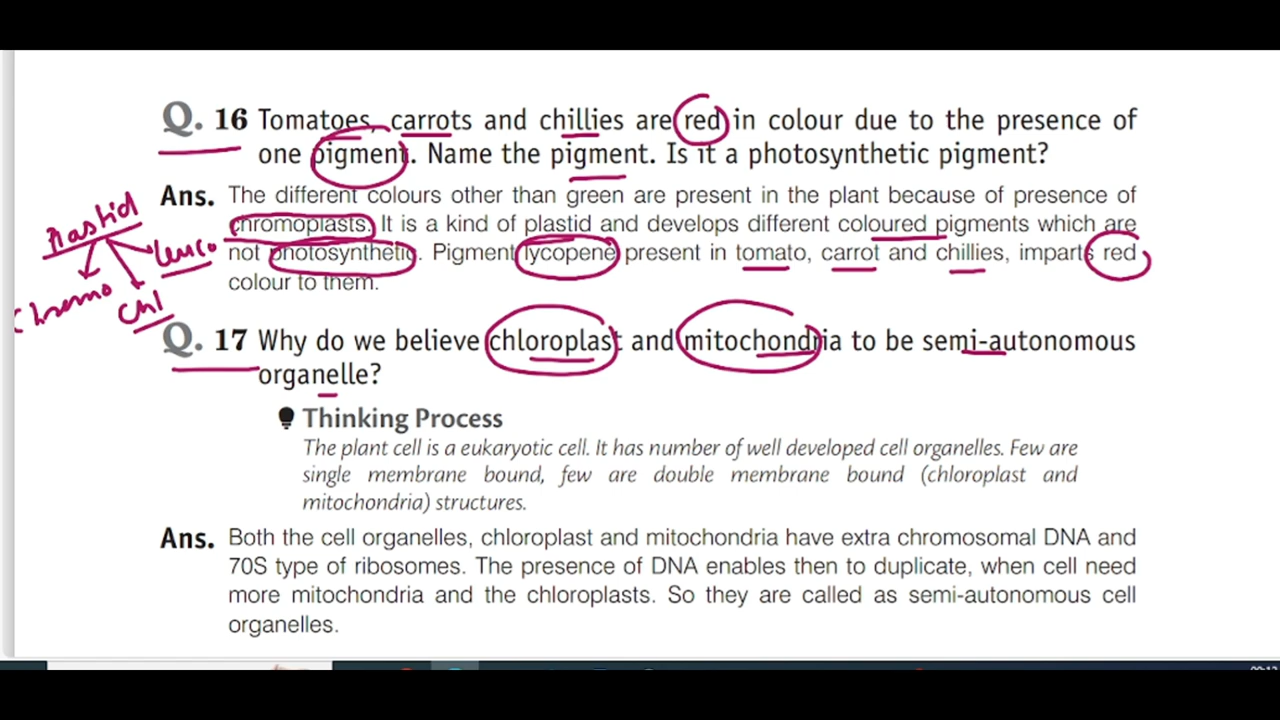 Q. 16 Tomatoes, carrots and chillies are red in colour due to the presence of
one pigment. Name the pigment. Is it a photosynthetic pigment?
Ans. The different colours other than green are present in the plant because of presence of
chromoplasts. It is a kind of plastid and develops different coloured pigments which are
not photosynthetic. Pigment lycopene present in tomato, carrot and chillies, imparts red
colour to them.
Plastid
Leuco
Chromo
Chl
Q. 17 Why do we believe chloroplast and mitochondria to be semi-autonomous
organelle?
Thinking Process
The plant cell is a eukaryotic cell. It has number of well developed cell organelles. Few are
single membrane bound, few are double membrane bound (chloroplast and
mitochondria) structures.
Ans. Both the cell organelles, chloroplast and mitochondria have extra chromosomal DNA and
70S type of ribosomes. The presence of DNA enables then to duplicate, when cell need
more mitochondria and the chloroplasts. So they are called as semi-autonomous cell
organelles.